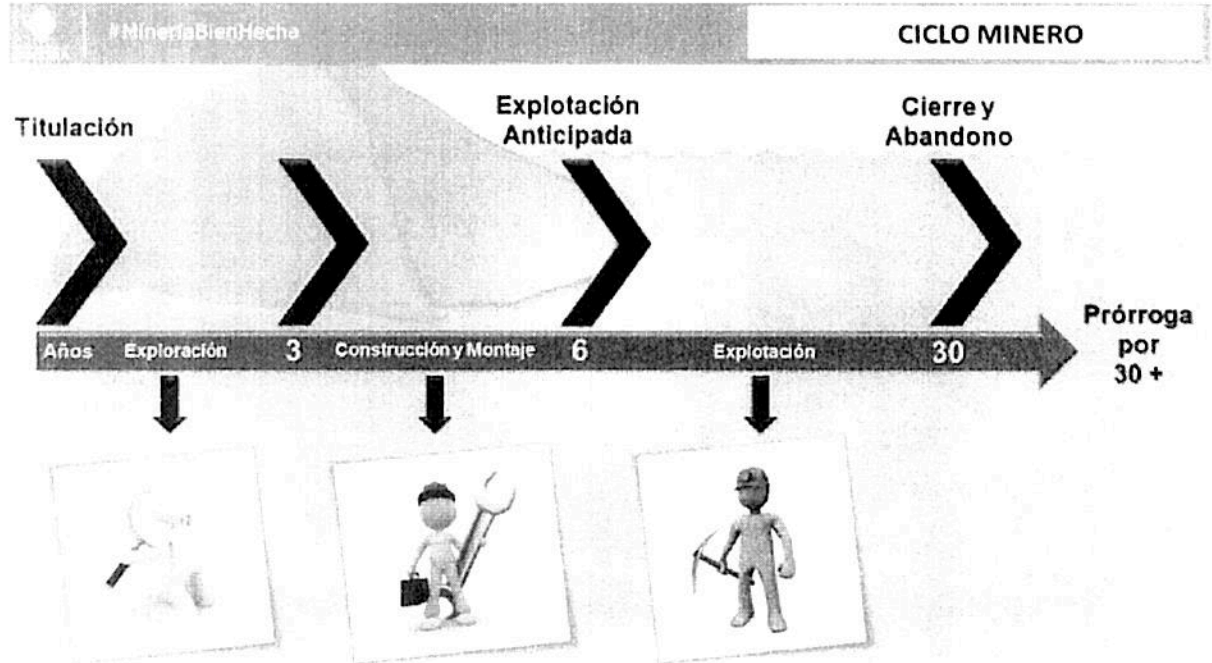 #MineríaBienHecha
CICLO MINERO
Titulación
Explotación
Anticipada
Cierre y
Abandono
Años Exploración 3 Construcción y Montaje 6 Explotación 30
Prórroga
por
30 +